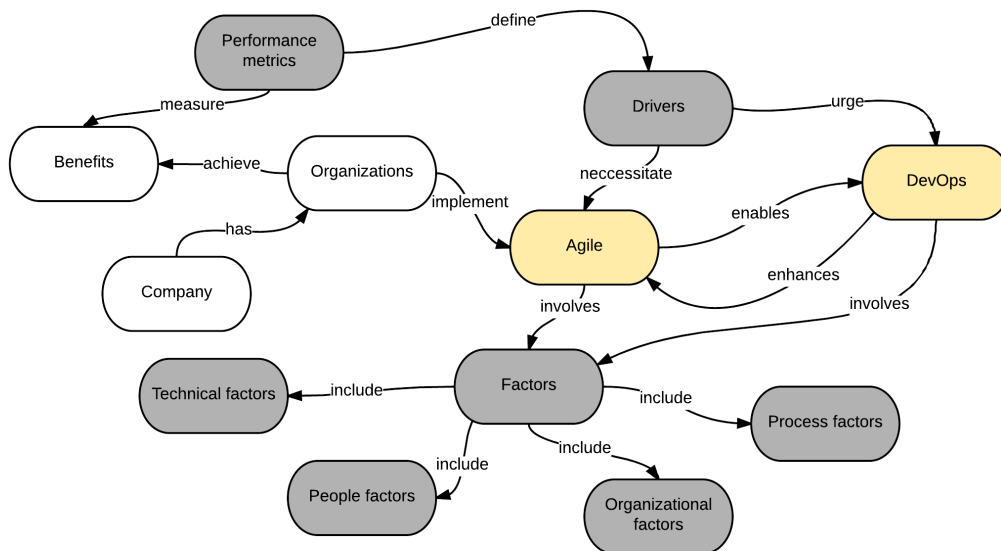 define
Performance
metrics
measure
Drivers
urge
Benefits
achieve
Organizations
neccessitate
DevOps
implement
enables
has
Agile
enhances
Company
involves
involves
Technical factors
include
Factors
include
Process factors
include
include
People factors
Organizational
factors